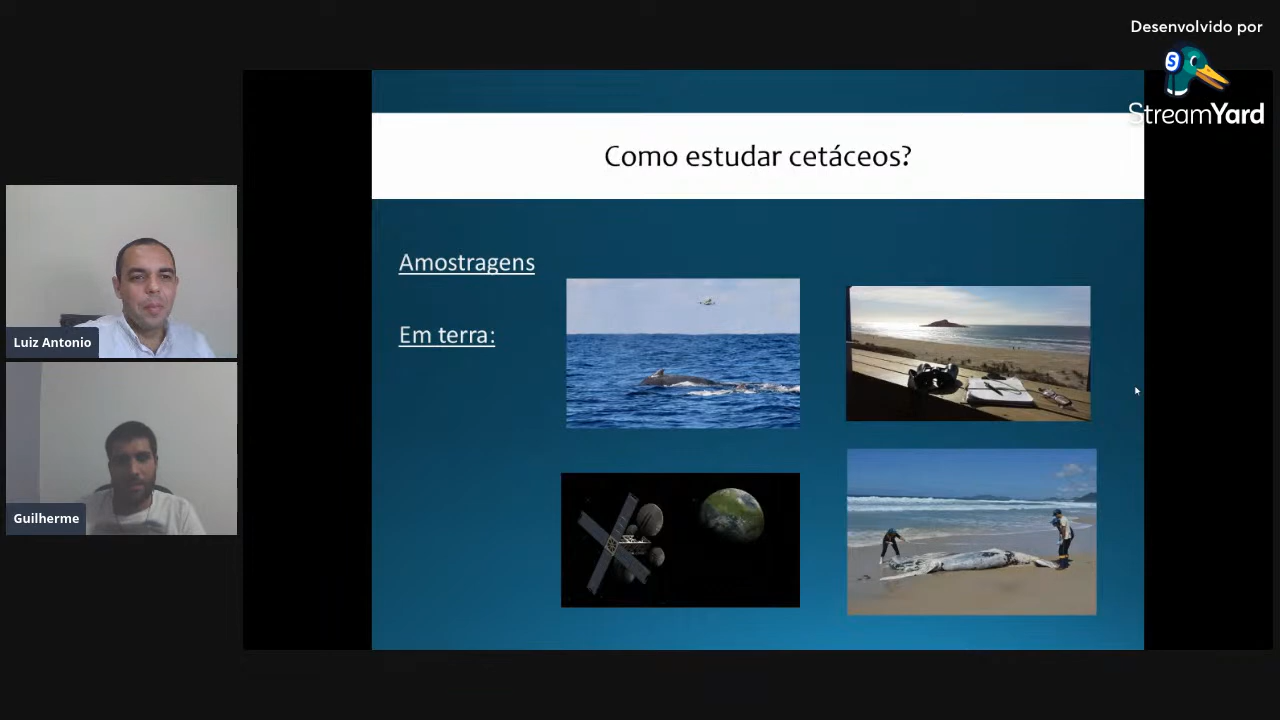 Desenvolvido por
StreamYard
Como estudar cetáceos?
Amostragens
Em terra:
Luiz Antonio
Guilherme